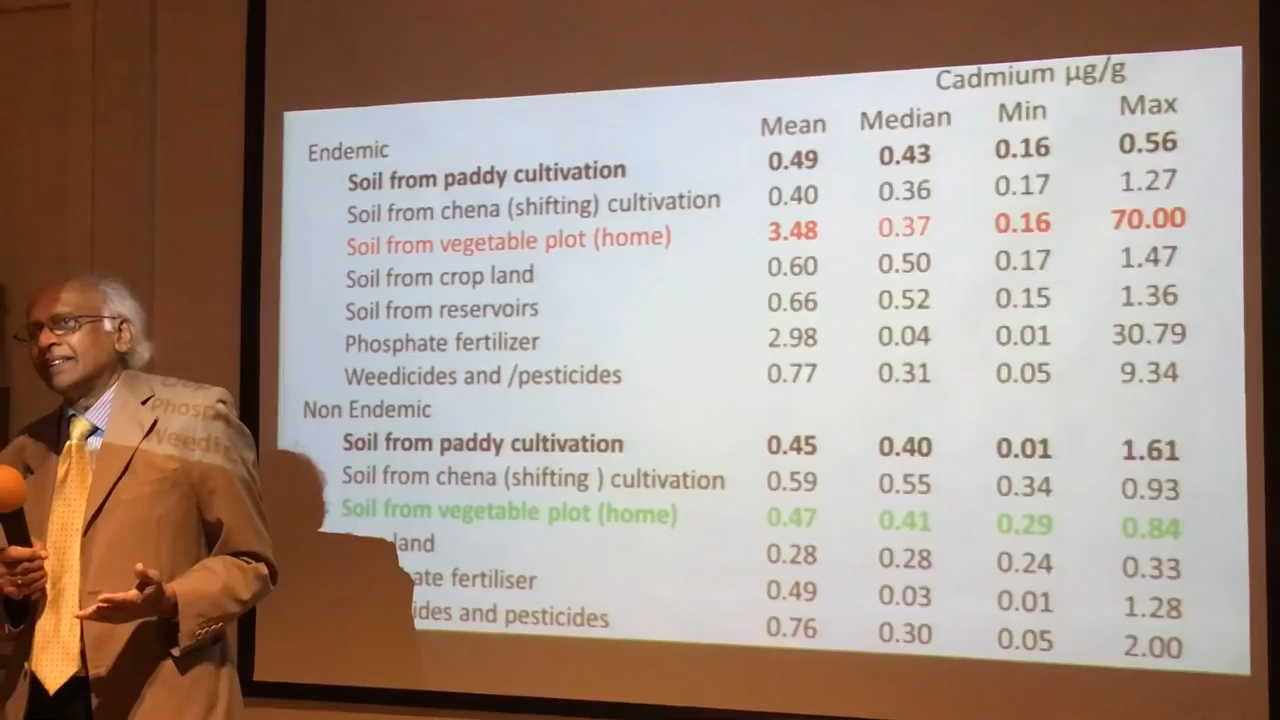 Cadmium µg/g
Mean Median Min Max
Endemic
Soil from paddy cultivation 0.49 0.43 0.16 0.56
Soil from chena (shifting) cultivation 0.40 0.36 0.17 1.27
Soil from vegetable plot (home) 3.48 0.37 0.16 70.00
Soil from crop land 0.60 0.50 0.17 1.47
Soil from reservoirs 0.66 0.52 0.15 1.36
Phosphate fertilizer 2.98 0.04 0.01 30.79
Weedicides and /pesticides 0.77 0.31 0.05 9.34
Non Endemic
Soil from paddy cultivation 0.45 0.40 0.01 1.61
Soil from chena (shifting ) cultivation 0.59 0.55 0.34 0.93
Soil from vegetable plot (home) 0.47 0.41 0.29 0.84
land 0.28 0.28 0.24 0.33
ate fertiliser 0.49 0.03 0.01 1.28
ides and pesticides 0.76 0.30 0.05 2.00
Phosp
Weedi